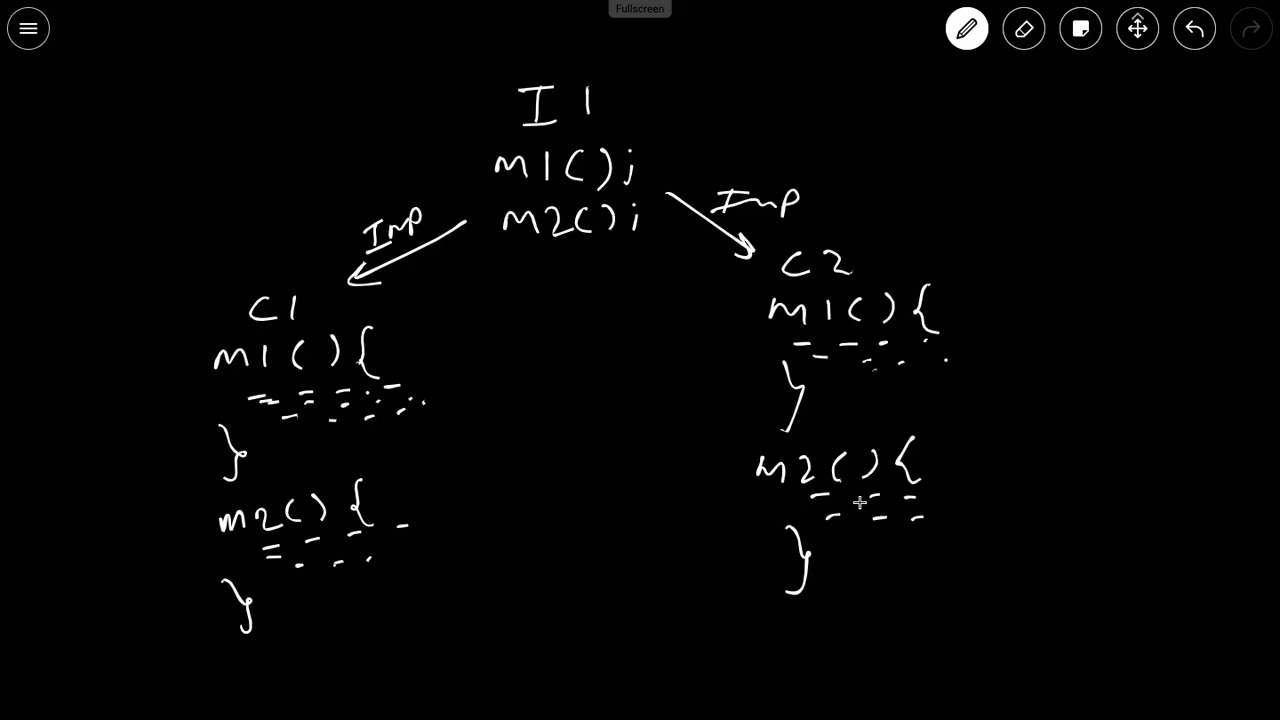 Fullscreen
I1
m1();
m2();
Imp
Imp
C1
m1(){
}
m2(){
}
C2
m1(){
}
m2(){
}